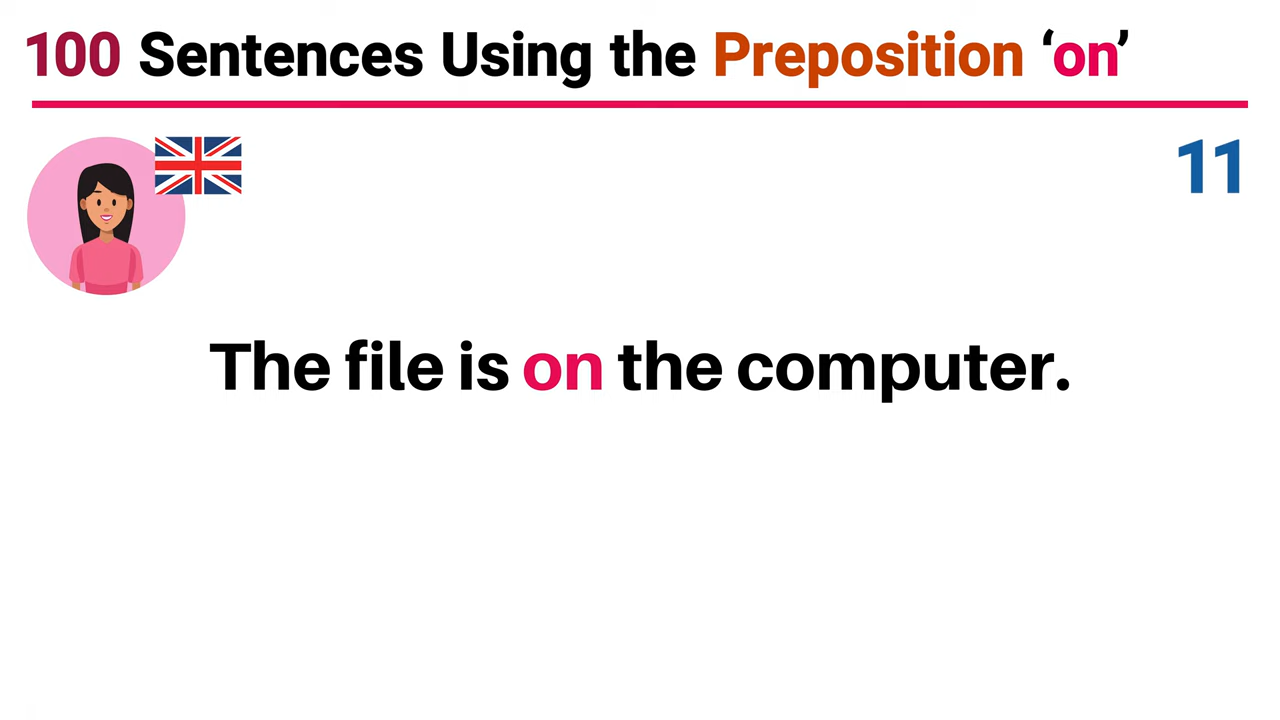 100 Sentences Using the Preposition ‘on’
11
The file is on the computer.